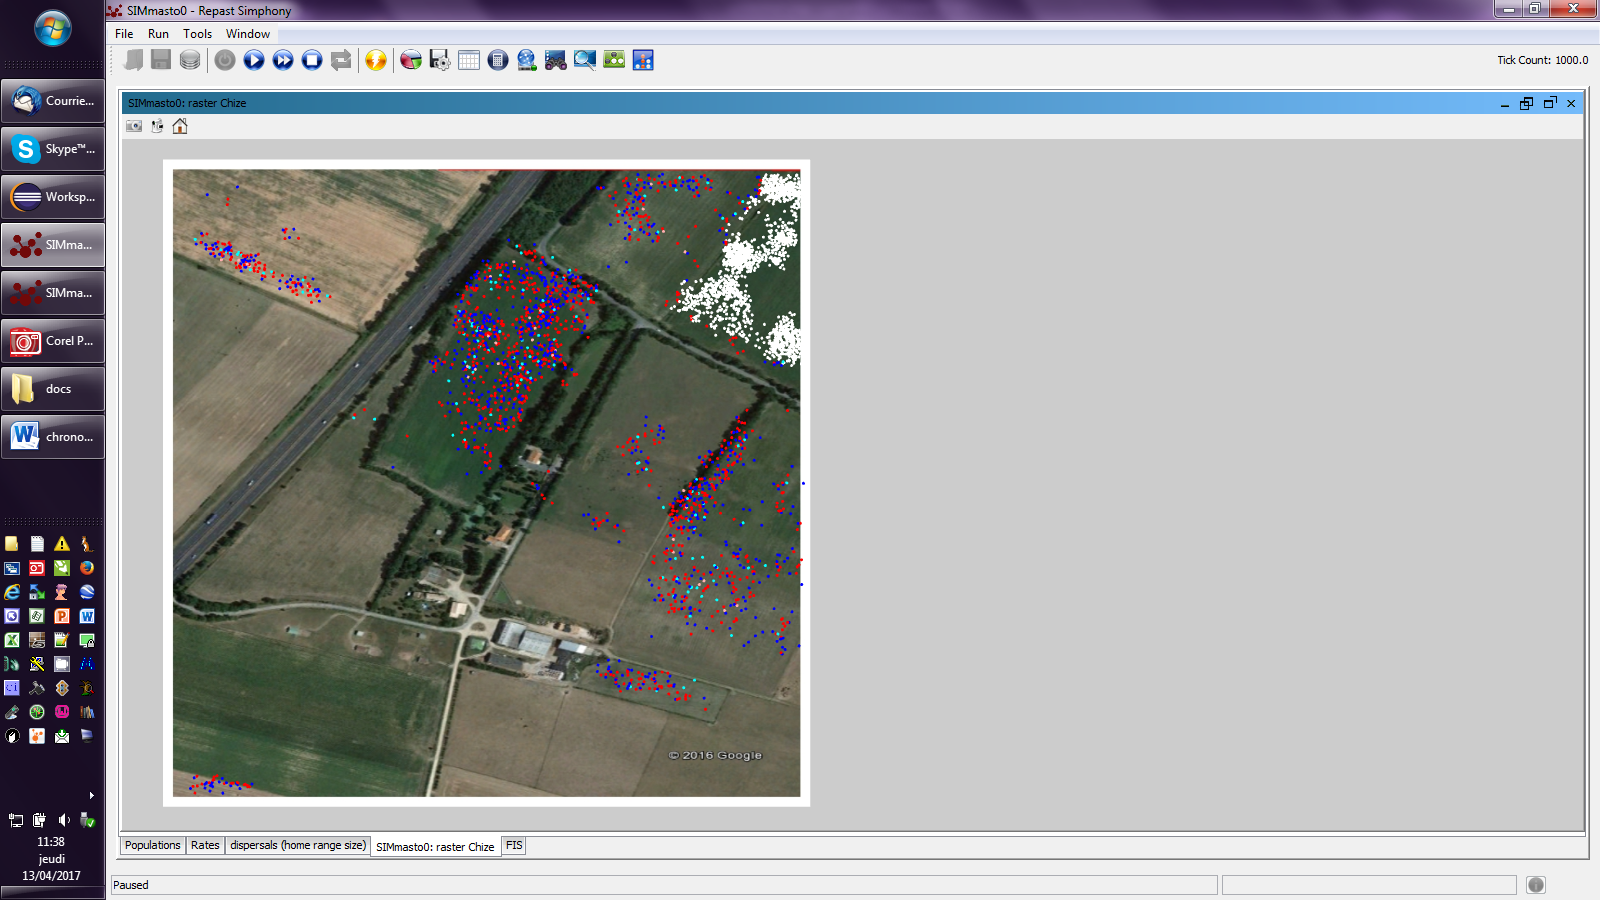 SIMmasto0 - Repast Simphony
File Run Tools Window
Tick Count: 1000.0
SIMmasto0: raster Chize
Courrie...
Skype™...
Worksp...
SIMma...
SIMma...
Corel P...
docs
chrono...
© 2016 Google
11:38
jeudi
13/04/2017
Populations Rates dispersals (home range size) SIMmasto0: raster Chize FIS
Paused